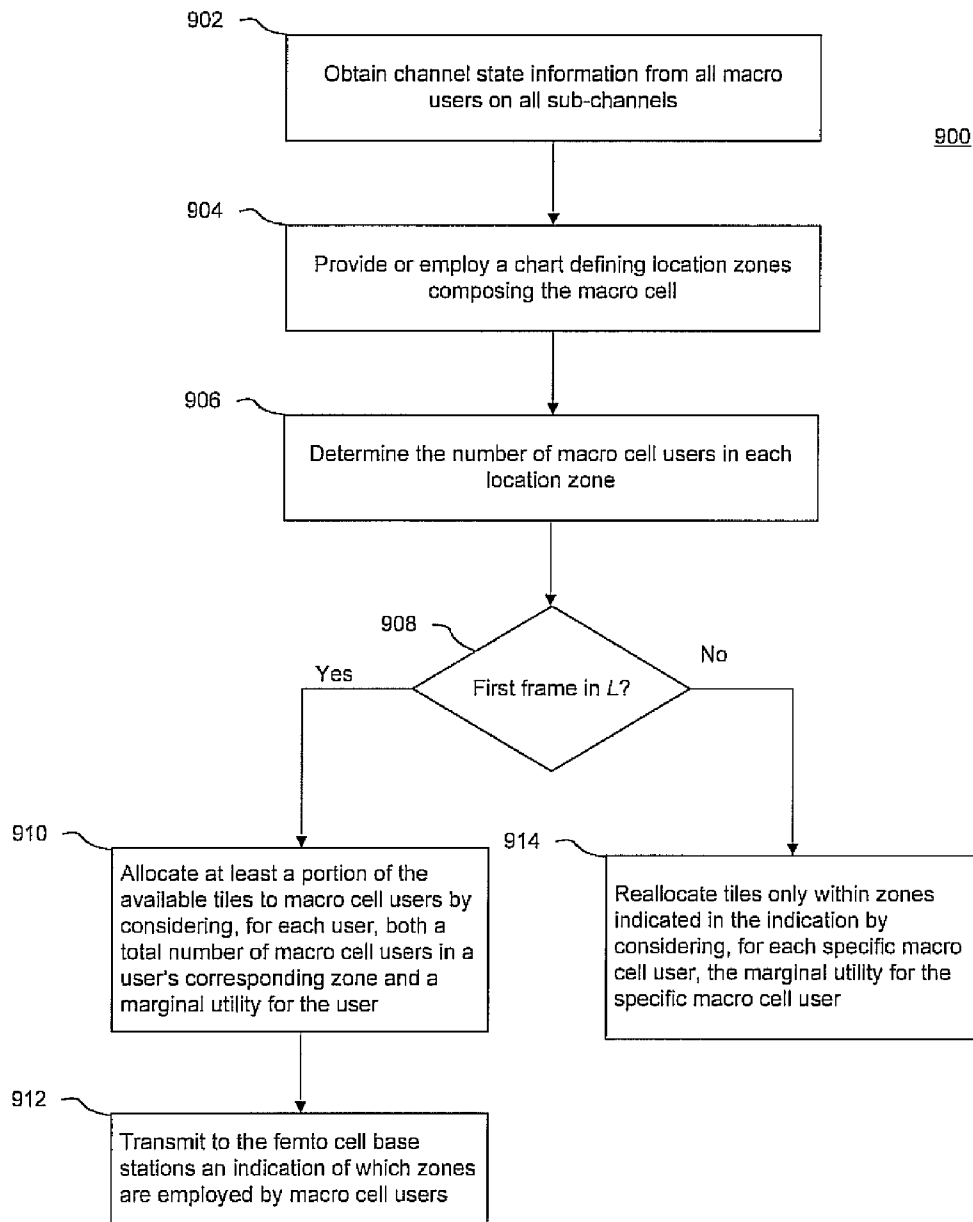 902
Obtain channel state information from all macro
users on all sub-channels
900
904
Provide or employ a chart defining location zones
composing the macro cell
906
Determine the number of macro cell users in each
location zone
908
Yes
No
First frame in L?
910
Allocate at least a portion of the
available tiles to macro cell users by
considering, for each user, both a
total number of macro cell users in a
user's corresponding zone and a
marginal utility for the user
914
Reallocate tiles only within zones
indicated in the indication by
considering, for each specific macro
cell user, the marginal utility for the
specific macro cell user
912
Transmit to the femto cell base
stations an indication of which zones
are employed by macro cell users